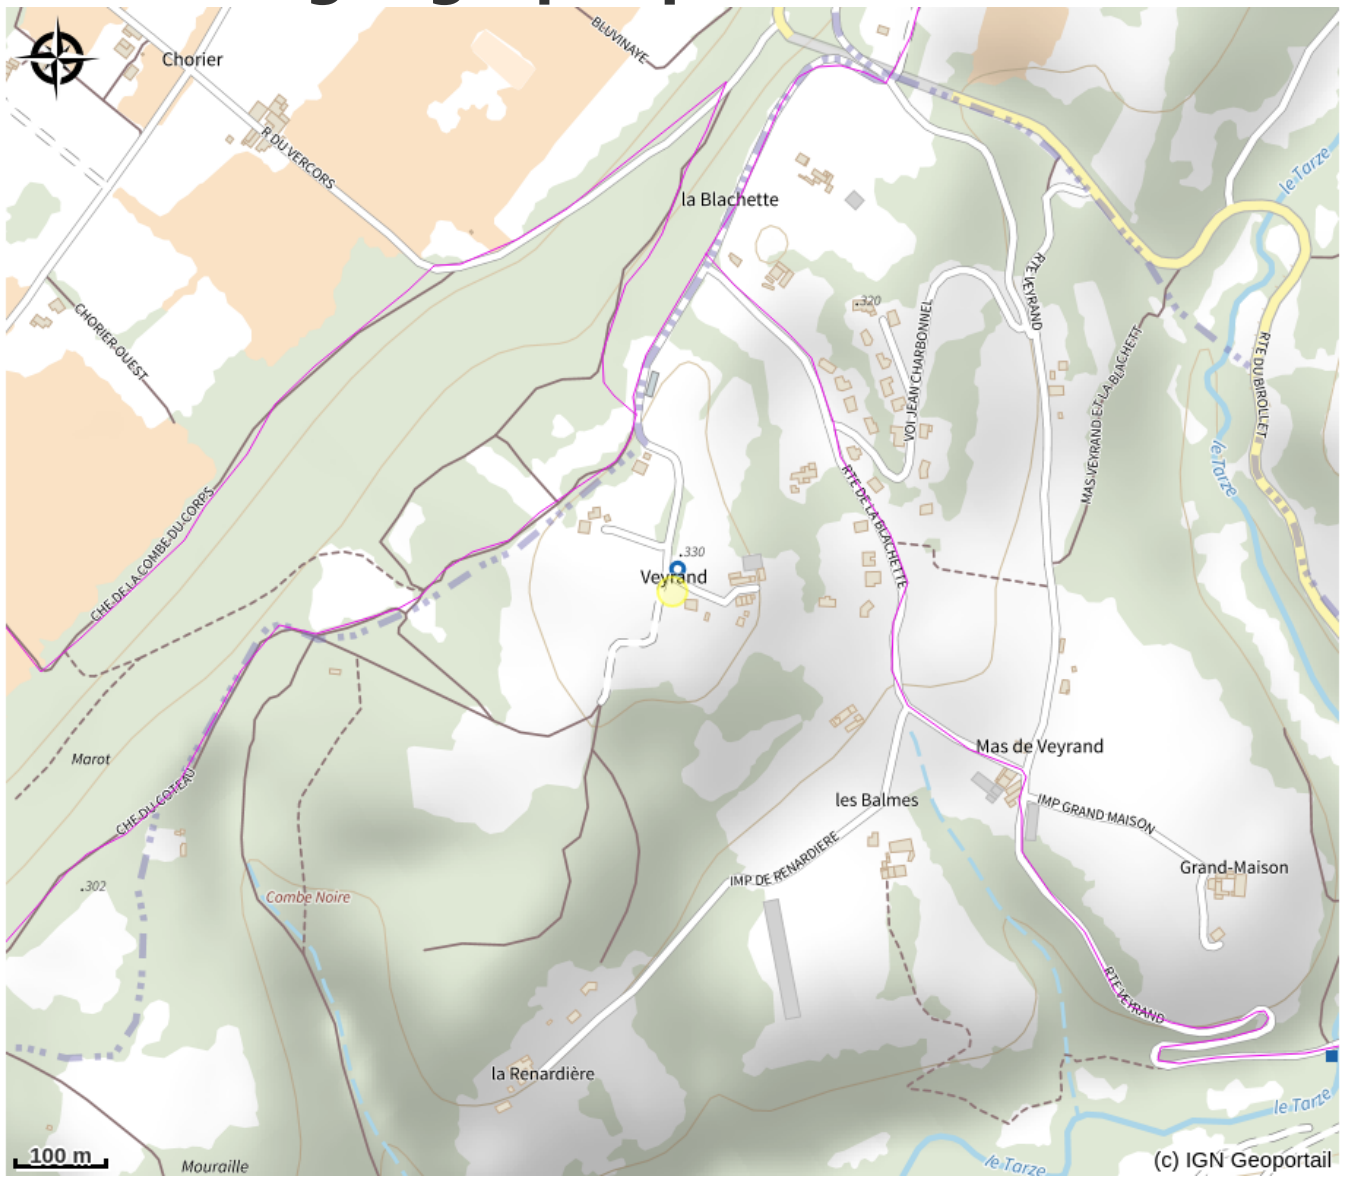 BLUVINAYE
Chorier
R DU VERCORS
le Tarze
la Blachette
RTE VEYRAND
.320
CHORIER OUEST
VOI JEAN CHARBONNEL
MAS VEYRAND ET LA BLACHETT
RTE DU BIROLLET
le Tarze
RTE DE LA BLACHETTE
CHE DE LA COMBE DU CORPS
.330
Veyrand
Marot
Mas de Veyrand
CHE DU COTEAU
les Balmes
IMP GRAND MAISON
IMP DE RENARDIERE
Grand-Maison
.302
Combe Noire
RTE VEYRAND
la Renardière
le Tarze
100 m
Mouraille
le Tarze
(c) IGN Geoportail